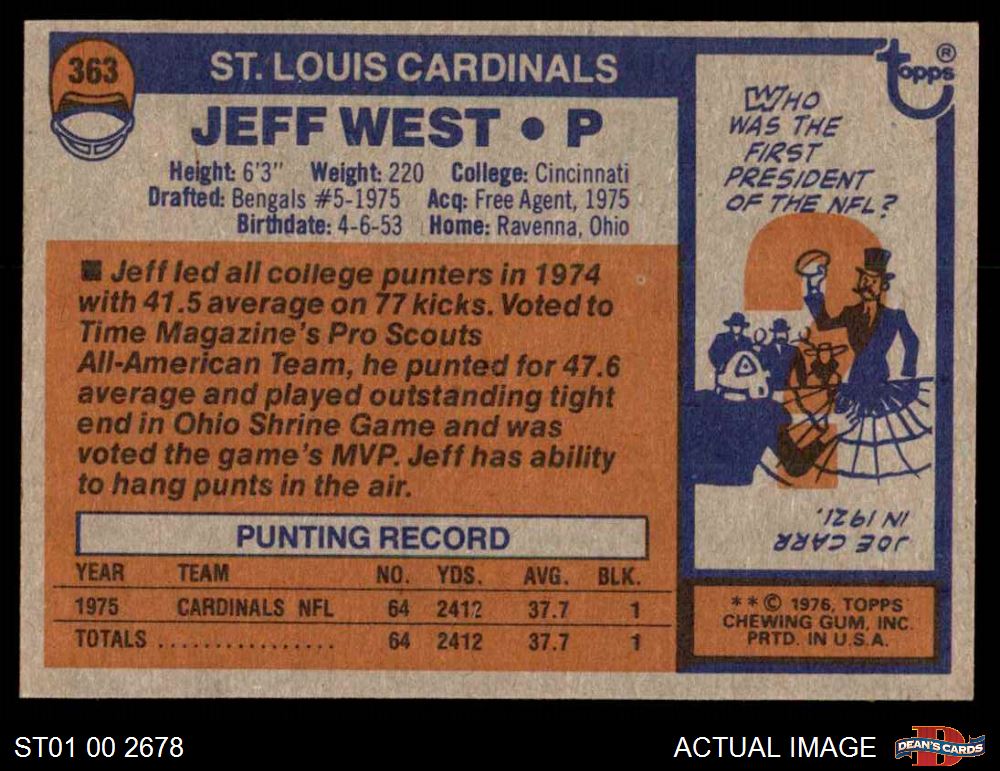 363
ST. LOUIS CARDINALS
JEFF WEST • P
Height: 6'3" Weight: 220 College: Cincinnati
Drafted: Bengals #5-1975 Acq: Free Agent, 1975
Birthdate: 4-6-53 Home: Ravenna, Ohio
■ Jeff led all college punters in 1974
with 41.5 average on 77 kicks. Voted to
Time Magazine's Pro Scouts
All-American Team, he punted for 47.6
average and played outstanding tight
end in Ohio Shrine Game and was
voted the game's MVP. Jeff has ability
to hang punts in the air.
PUNTING RECORD
YEAR TEAM NO. YDS. AVG. BLK.
1975 CARDINALS NFL 64 2412 37.7 1
TOTALS ................ 64 2412 37.7 1
topps®
WHO
WAS THE
FIRST
PRESIDENT
OF THE NFL?
JOE CARR
IN 1921.
**© 1976, TOPPS
CHEWING GUM, INC.
PRTD. IN U.S.A.
ST01 00 2678
ACTUAL IMAGE
D
DEAN'S CARDS